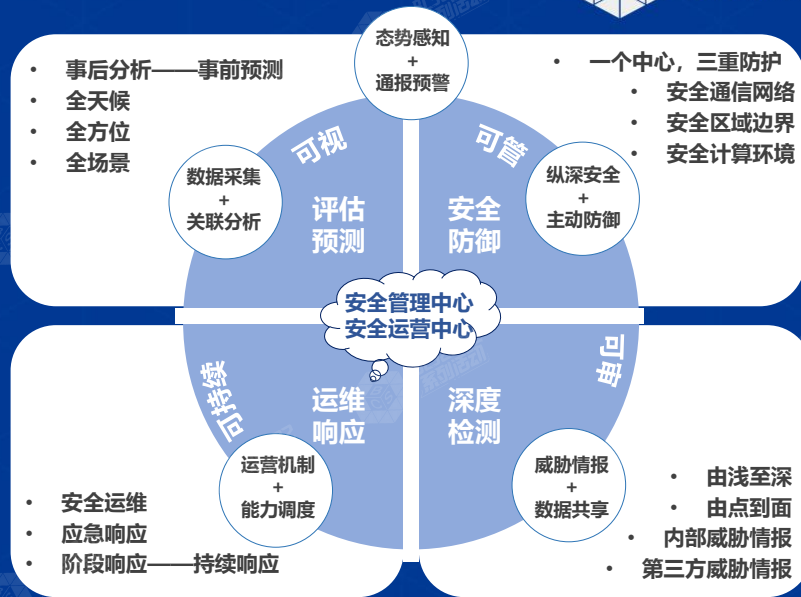 态势感知
+
通报预警
• 事后分析——事前预测
• 全天候
• 全方位
• 全场景
• 一个中心，三重防护
• 安全通信网络
• 安全区域边界
• 安全计算环境
可视
可管
数据采集
+
关联分析
纵深安全
+
主动防御
评估
预测
安全
防御
安全管理中心
安全运营中心
可持续
可审
运维
响应
深度
检测
运营机制
+
能力调度
威胁情报
+
数据共享
• 安全运维
• 应急响应
• 阶段响应——持续响应
• 由浅至深
• 由点到面
• 内部威胁情报
• 第三方威胁情报